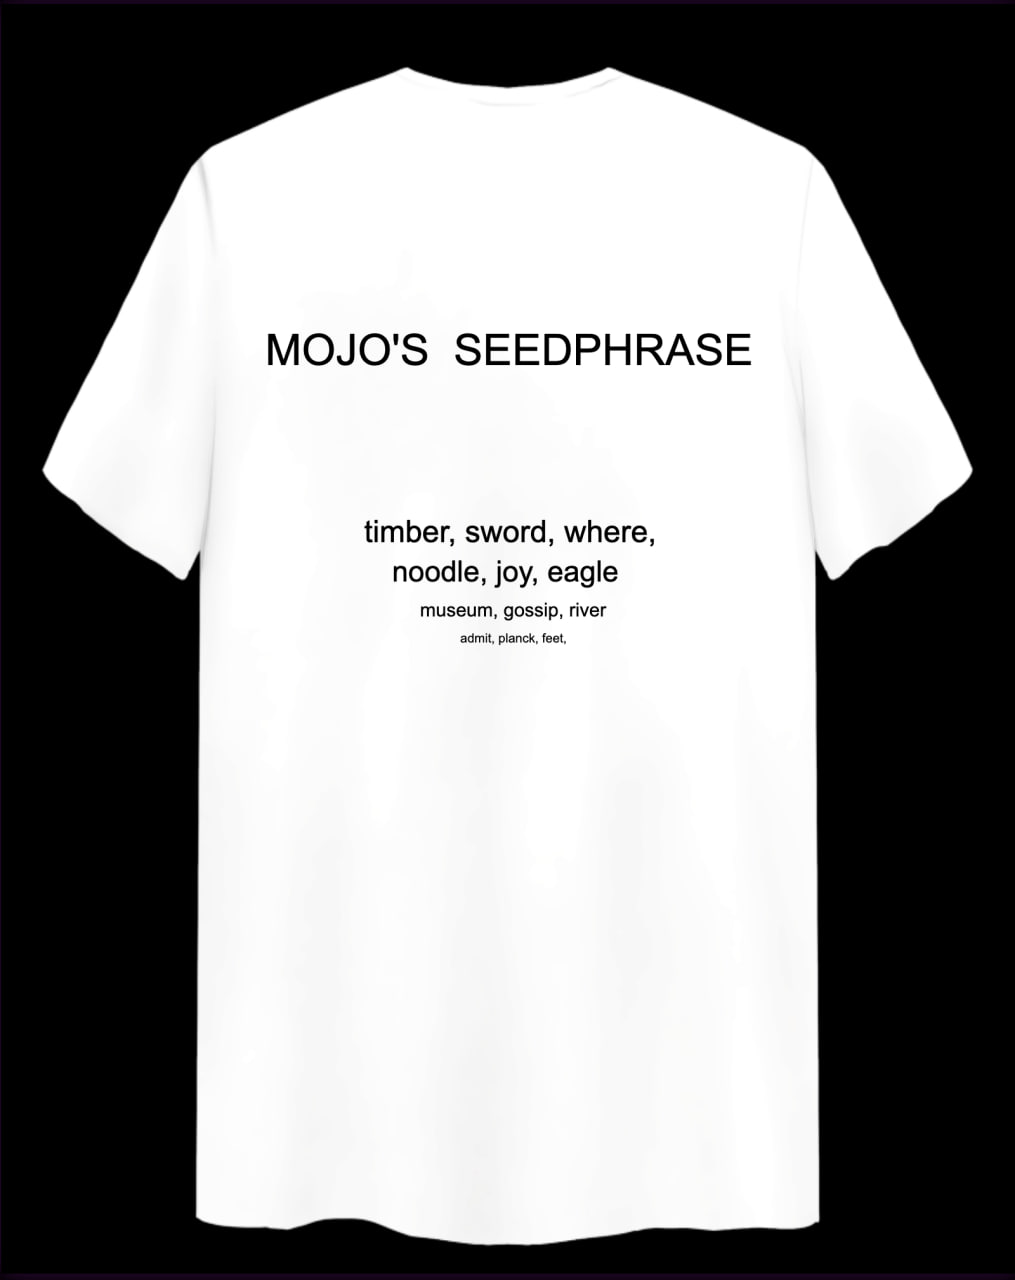 MOJO'S SEEDPHRASE
timber, sword, where,
noodle, joy, eagle
museum, gossip, river
admit, planck, feet,